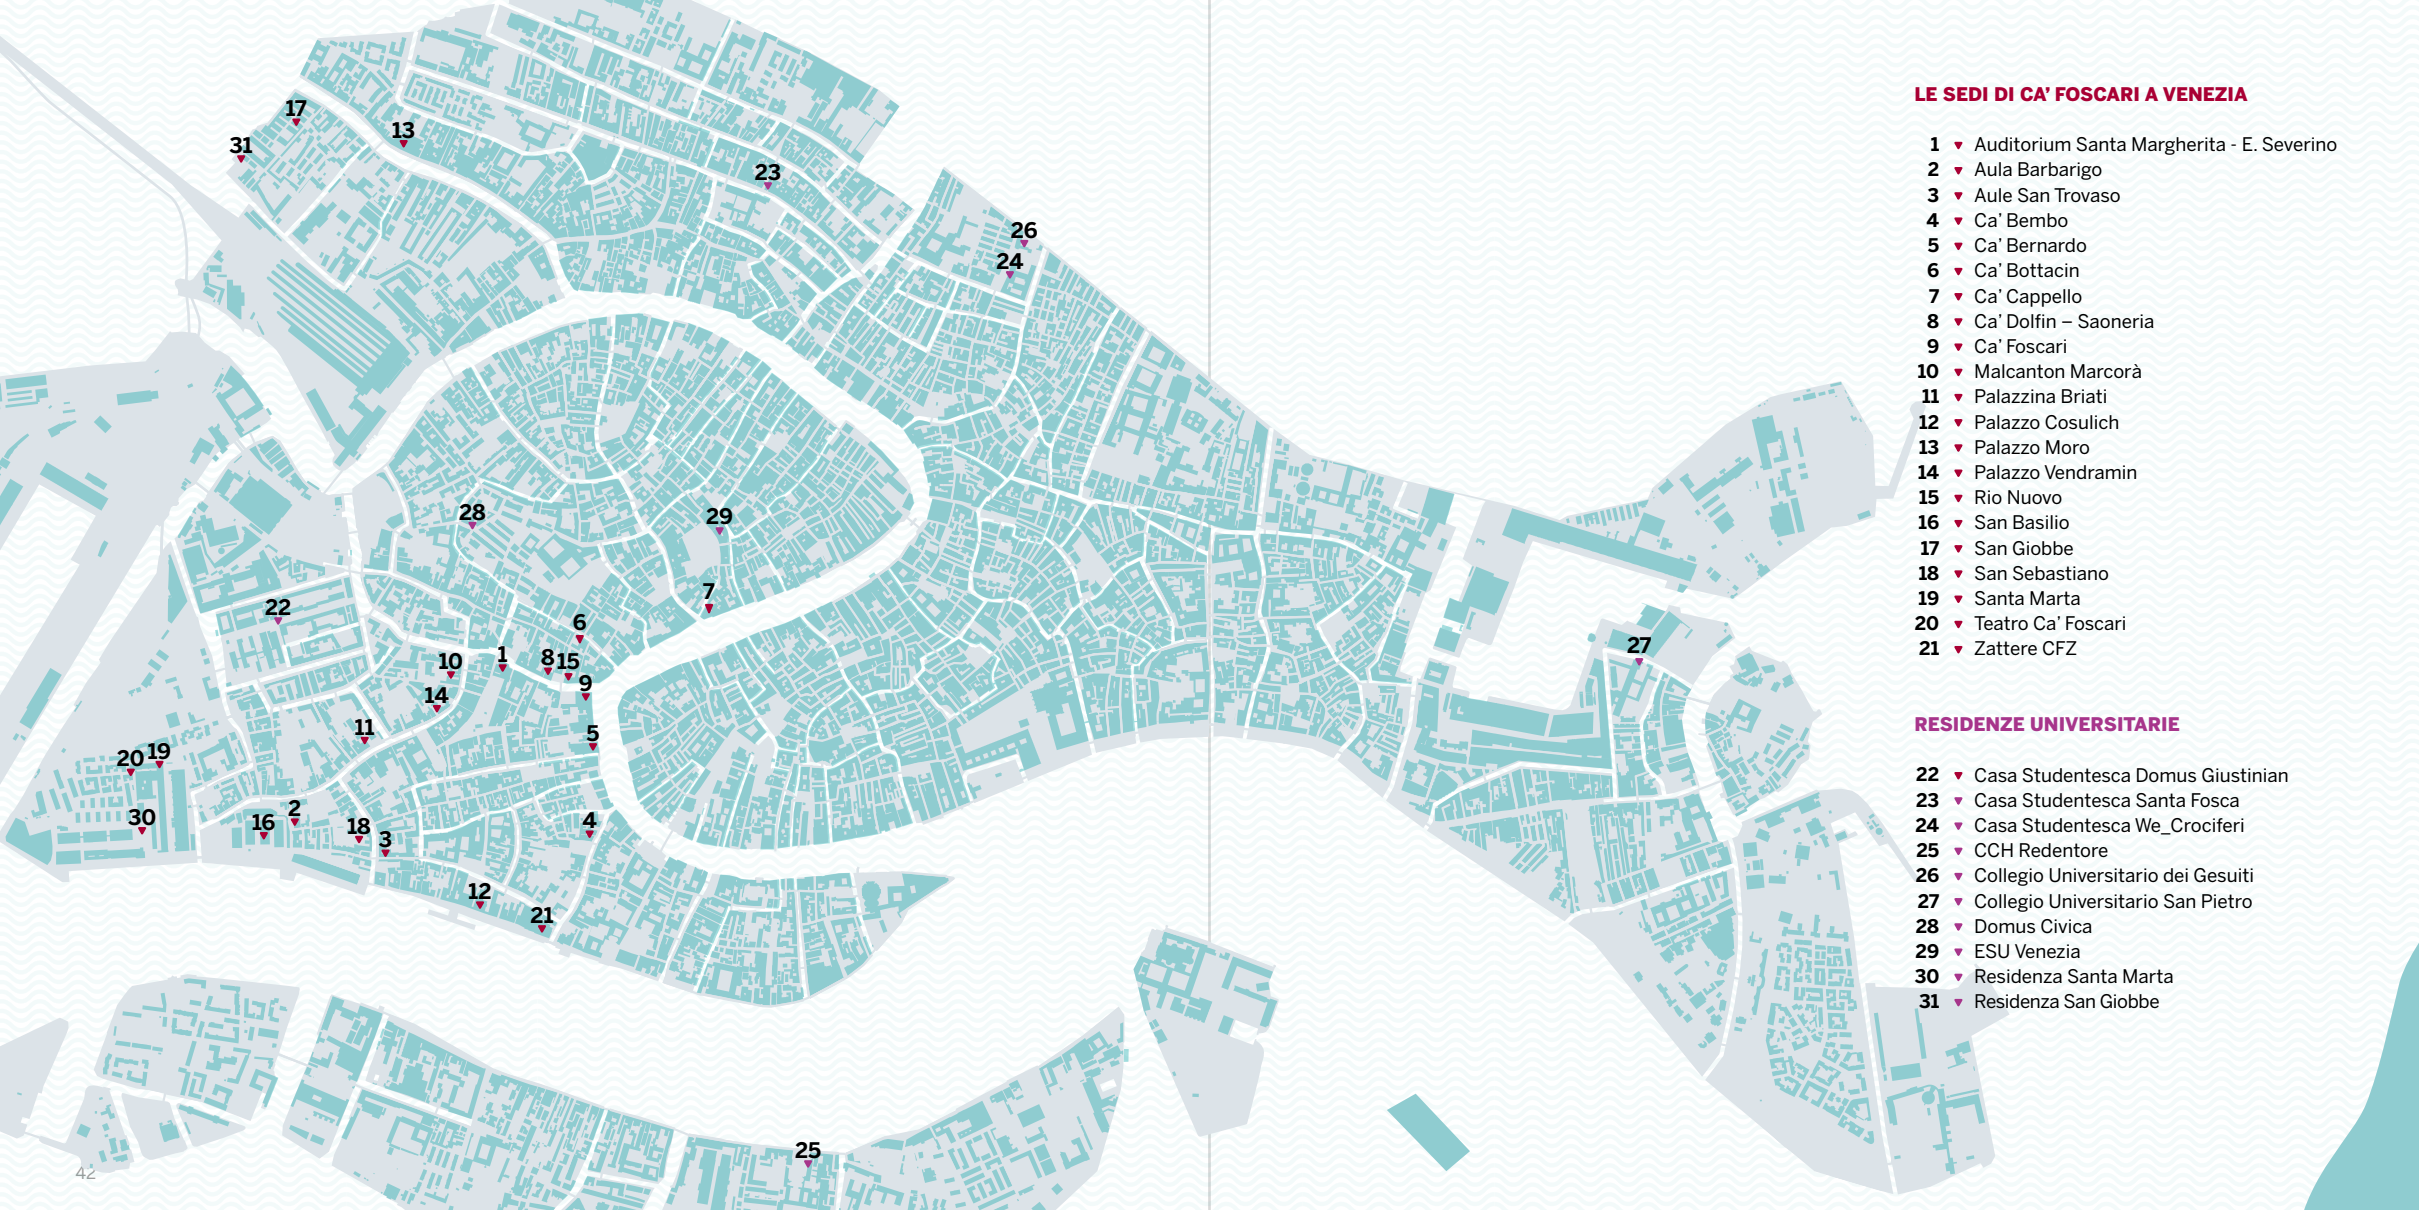 17
13
31
23
26
24
28
29
7
22
6
1
8
15
10
9
14
11
5
20
19
30
16
2
18
3
4
12
21
27
25
42
LE SEDI DI CA’ FOSCARI A VENEZIA
1 Auditorium Santa Margherita - E. Severino
2 Aula Barbarigo
3 Aule San Trovaso
4 Ca’ Bembo
5 Ca’ Bernardo
6 Ca’ Bottacin
7 Ca’ Cappello
8 Ca’ Dolfin – Saoneria
9 Ca’ Foscari
10 Malcanton Marcorà
11 Palazzina Briati
12 Palazzo Cosulich
13 Palazzo Moro
14 Palazzo Vendramin
15 Rio Nuovo
16 San Basilio
17 San Giobbe
18 San Sebastiano
19 Santa Marta
20 Teatro Ca’ Foscari
21 Zattere CFZ
RESIDENZE UNIVERSITARIE
22 Casa Studentesca Domus Giustinian
23 Casa Studentesca Santa Fosca
24 Casa Studentesca We_Crociferi
25 CCH Redentore
26 Collegio Universitario dei Gesuiti
27 Collegio Universitario San Pietro
28 Domus Civica
29 ESU Venezia
30 Residenza Santa Marta
31 Residenza San Giobbe